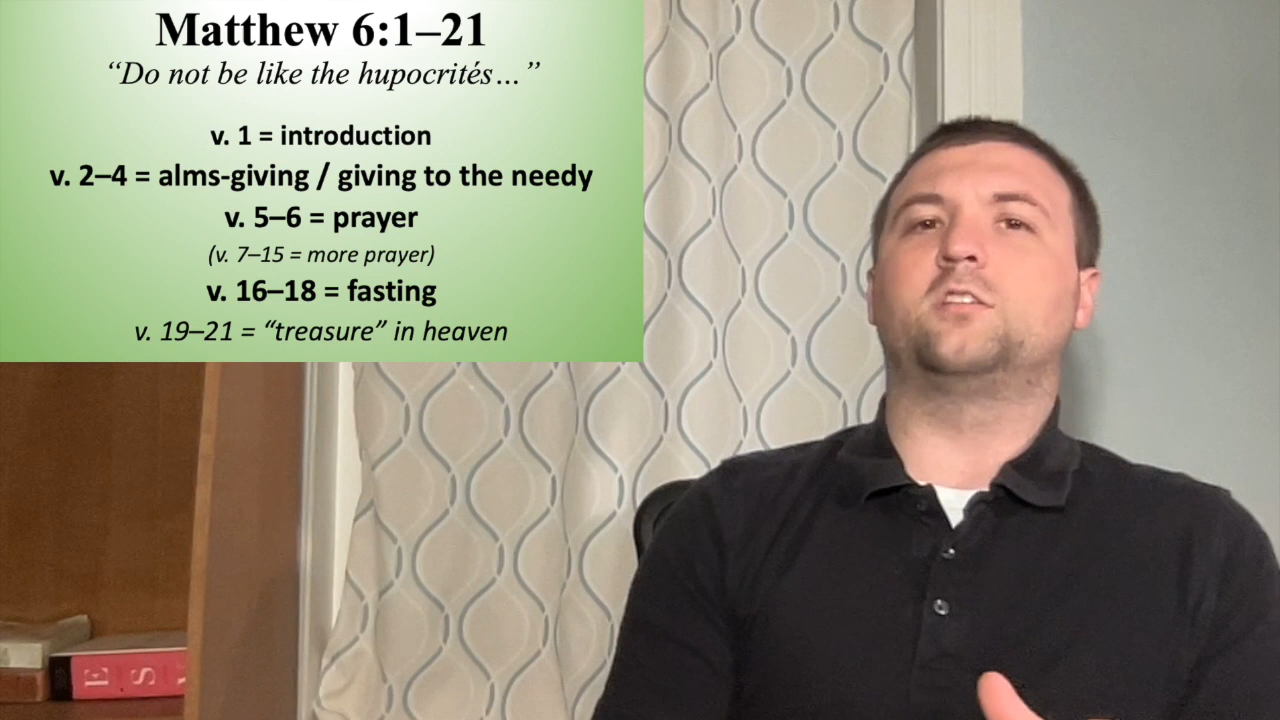 Matthew 6:1–21
“Do not be like the hupocrités…”
v. 1 = introduction
v. 2–4 = alms-giving / giving to the needy
v. 5–6 = prayer
(v. 7–15 = more prayer)
v. 16–18 = fasting
v. 19–21 = “treasure” in heaven
E S